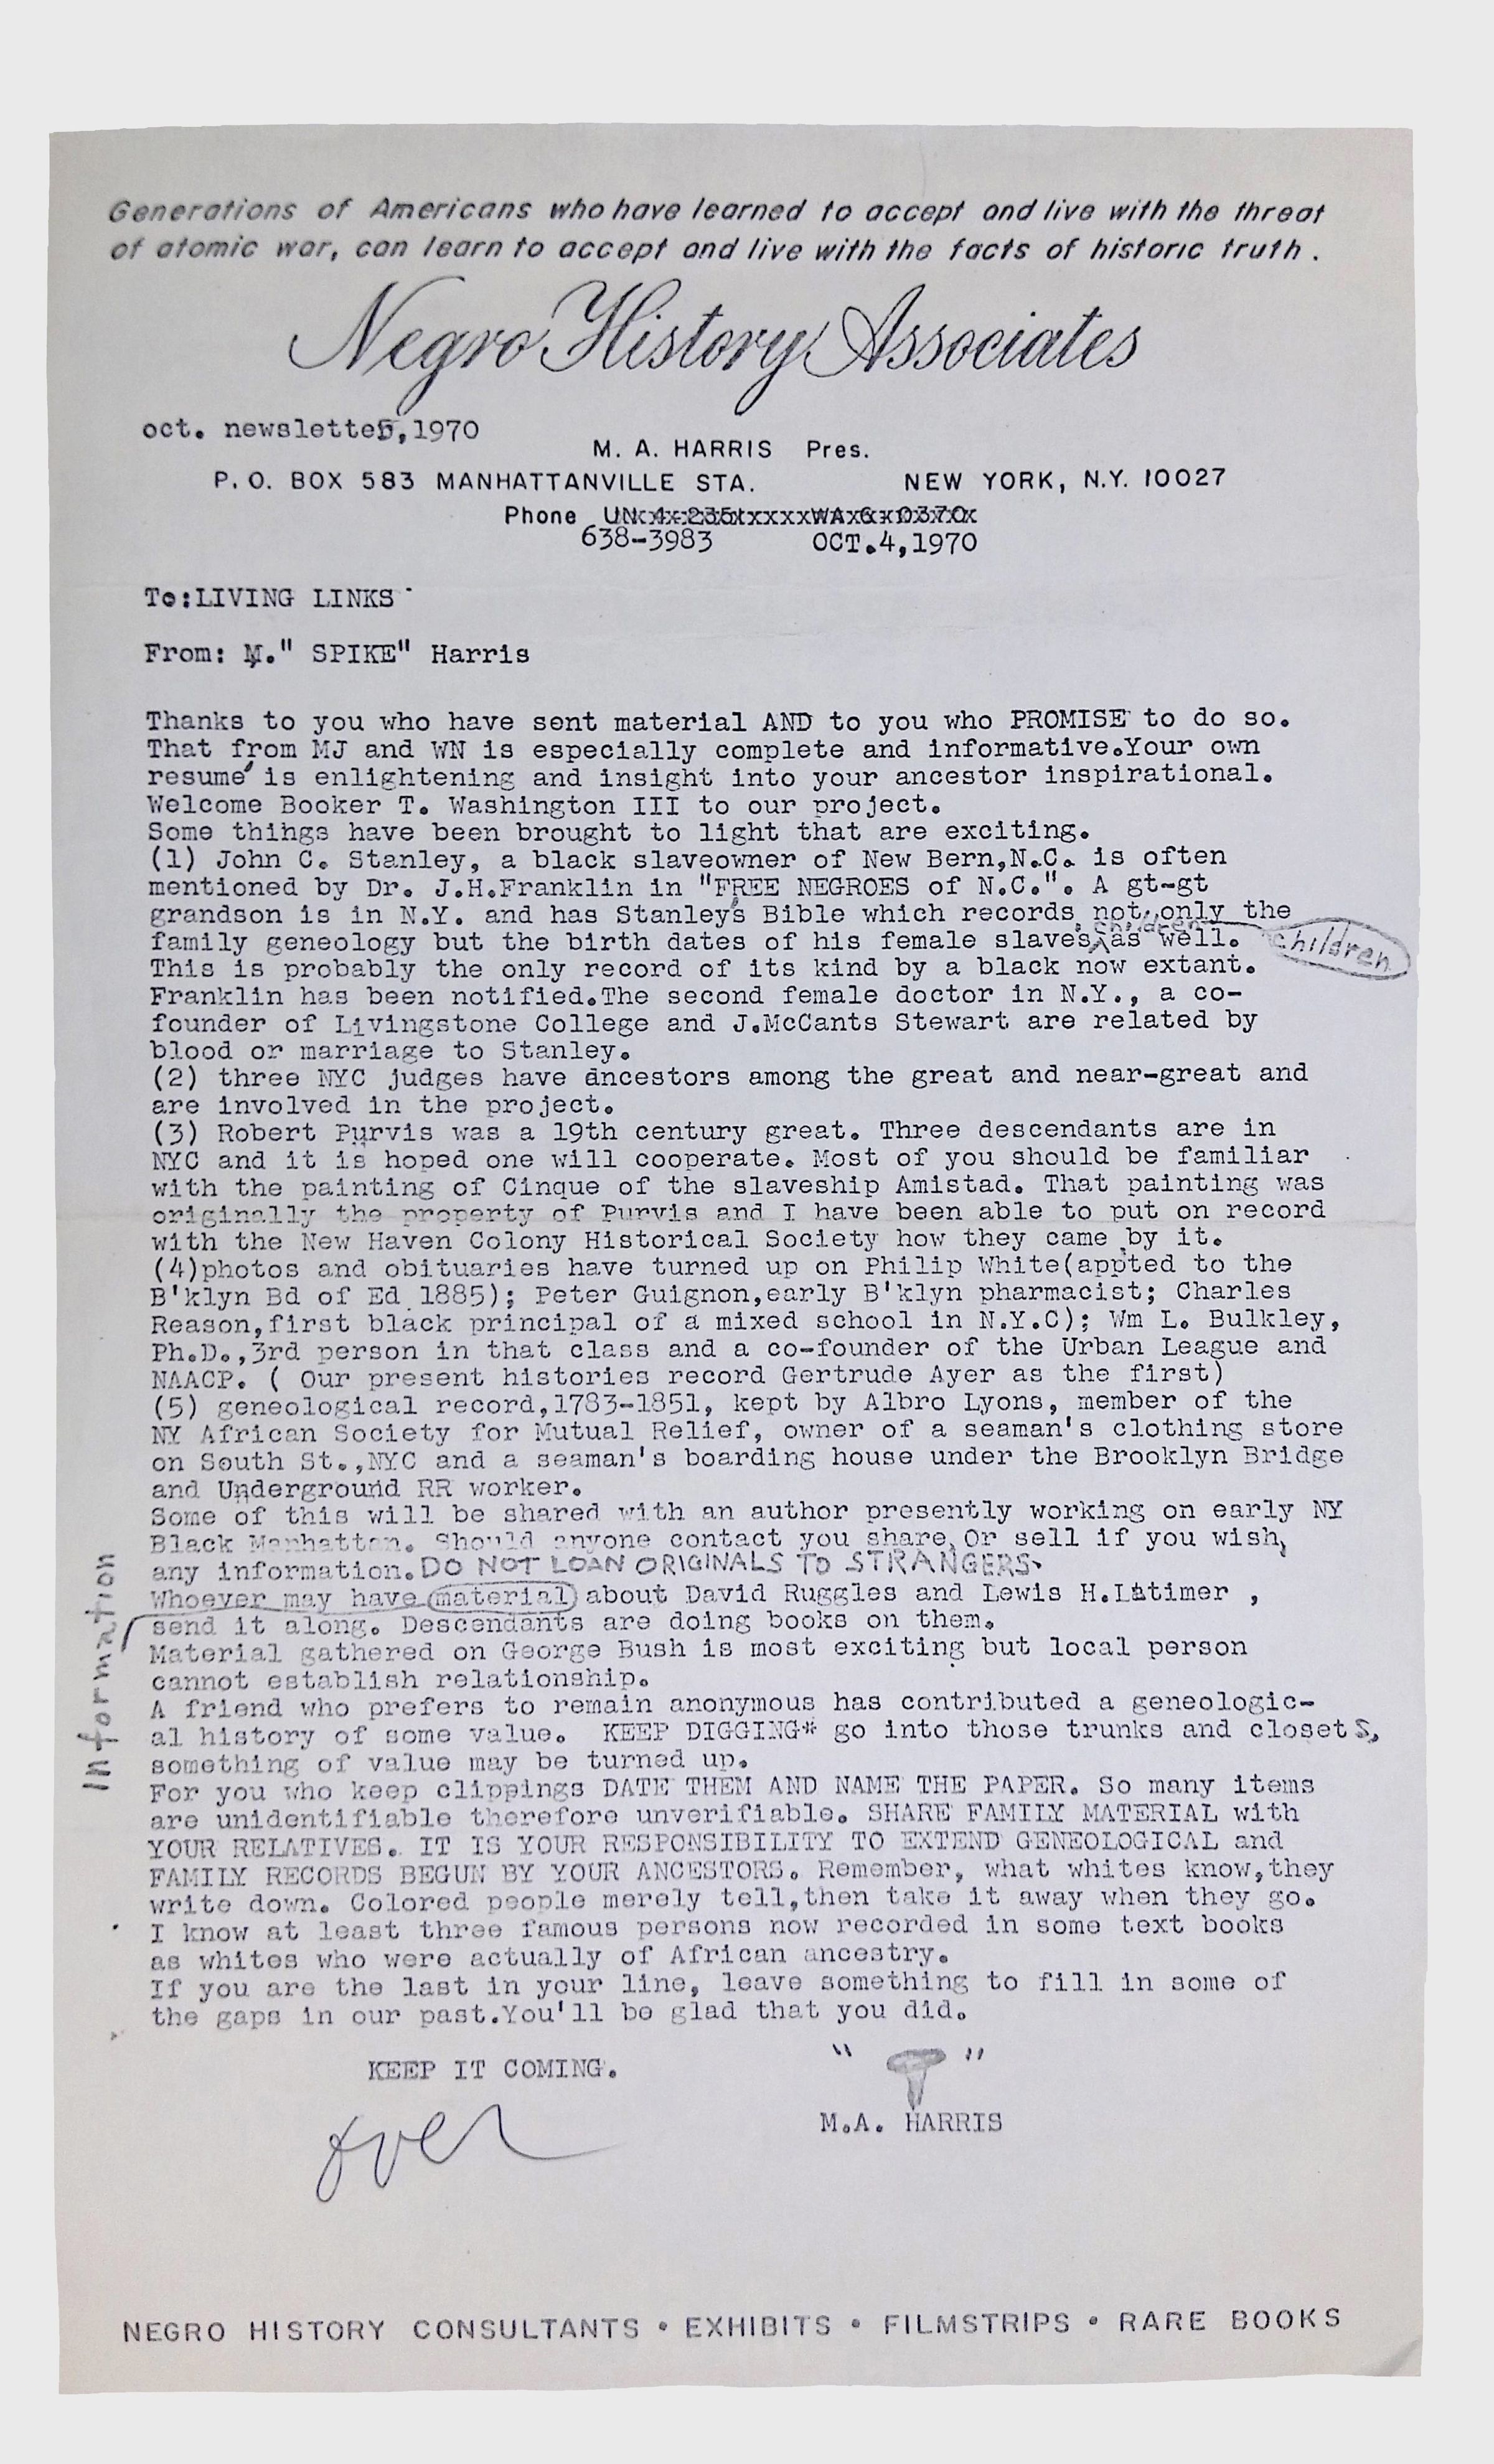 Generations of Americans who have learned to accept and live with the threat
of atomic war, can learn to accept and live with the facts of historic truth.
Negro History Associates
oct. newsletter5,1970
M. A. HARRIS Pres.
P. O. BOX 583 MANHATTANVILLE STA. NEW YORK, N.Y. 10027
Phone UN 4-2351 WA 6-0370
638-3983 OCT.4,1970
To:LIVING LINKS
From: M." SPIKE" Harris
Thanks to you who have sent material AND to you who PROMISE to do so.
That from MJ and WN is especially complete and informative.Your own
resume' is enlightening and insight into your ancestor inspirational.
Welcome Booker T. Washington III to our project.
Some things have been brought to light that are exciting.
(1) John C. Stanley, a black slaveowner of New Bern,N.C. is often
mentioned by Dr. J.H.Franklin in "FREE NEGROES of N.C.". A gt-gt
grandson is in N.Y. and has Stanley's Bible which records not only the
children
family geneology but the birth dates of his female slaves as well. children
This is probably the only record of its kind by a black now extant.
Franklin has been notified.The second female doctor in N.Y., a co-
founder of Livingstone College and J.McCants Stewart are related by
blood or marriage to Stanley.
(2) three NYC judges have ancestors among the great and near-great and
are involved in the project.
(3) Robert Purvis was a 19th century great. Three descendants are in
NYC and it is hoped one will cooperate. Most of you should be familiar
with the painting of Cinque of the slaveship Amistad. That painting was
originally the property of Purvis and I have been able to put on record
with the New Haven Colony Historical Society how they came by it.
(4)photos and obituaries have turned up on Philip White(appted to the
B'klyn Bd of Ed 1885); Peter Guignon,early B'klyn pharmacist; Charles
Reason,first black principal of a mixed school in N.Y.C); Wm L. Bulkley,
Ph.D.,3rd person in that class and a co-founder of the Urban League and
NAACP. ( Our present histories record Gertrude Ayer as the first)
(5) geneological record,1783-1851, kept by Albro Lyons, member of the
NY African Society for Mutual Relief, owner of a seaman's clothing store
on South St.,NYC and a seaman's boarding house under the Brooklyn Bridge
and Underground RR worker.
Some of this will be shared with an author presently working on early NY
Black Manhattan. Should anyone contact you share, Or sell if you wish,
any information. DO NOT LOAN ORIGINALS TO STRANGERS.
Whoever may have material about David Ruggles and Lewis H.Latimer ,
Information
send it along. Descendants are doing books on them.
Material gathered on George Bush is most exciting but local person
cannot establish relationship.
A friend who prefers to remain anonymous has contributed a geneologic-
al history of some value. KEEP DIGGING* go into those trunks and closets,
something of value may be turned up.
For you who keep clippings DATE THEM AND NAME THE PAPER. So many items
are unidentifiable therefore unverifiable. SHARE FAMILY MATERIAL with
YOUR RELATIVES. IT IS YOUR RESPONSIBILITY TO EXTEND GENEOLOGICAL and
FAMILY RECORDS BEGUN BY YOUR ANCESTORS. Remember, what whites know,they
write down. Colored people merely tell,then take it away when they go.
I know at least three famous persons now recorded in some text books
as whites who were actually of African ancestry.
If you are the last in your line, leave something to fill in some of
the gaps in our past.You'll be glad that you did.
KEEP IT COMING.
M.A. HARRIS
over
NEGRO HISTORY CONSULTANTS • EXHIBITS • FILMSTRIPS • RARE BOOKS